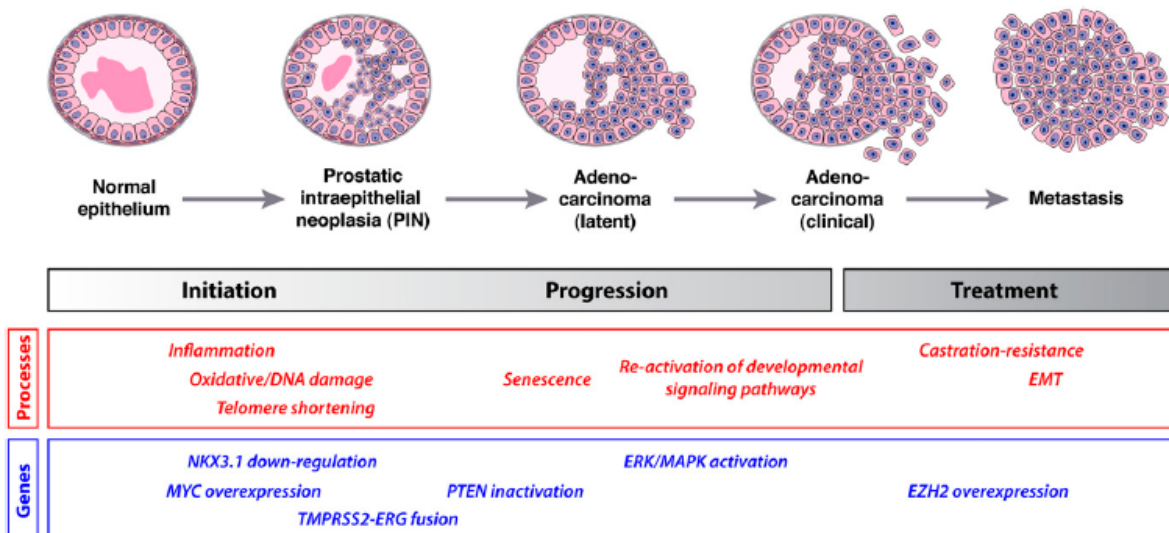 Normal
epithelium
Prostatic
intraepithelial
neoplasia (PIN)
Adeno-
carcinoma
(latent)
Adeno-
carcinoma
(clinical)
Metastasis
Initiation
Progression
Treatment
Processes
Inflammation
Oxidative/DNA damage
Telomere shortening
Senescence
Re-activation of developmental
signaling pathways
Castration-resistance
EMT
Genes
NKX3.1 down-regulation
MYC overexpression
TMPRSS2-ERG fusion
PTEN inactivation
ERK/MAPK activation
EZH2 overexpression